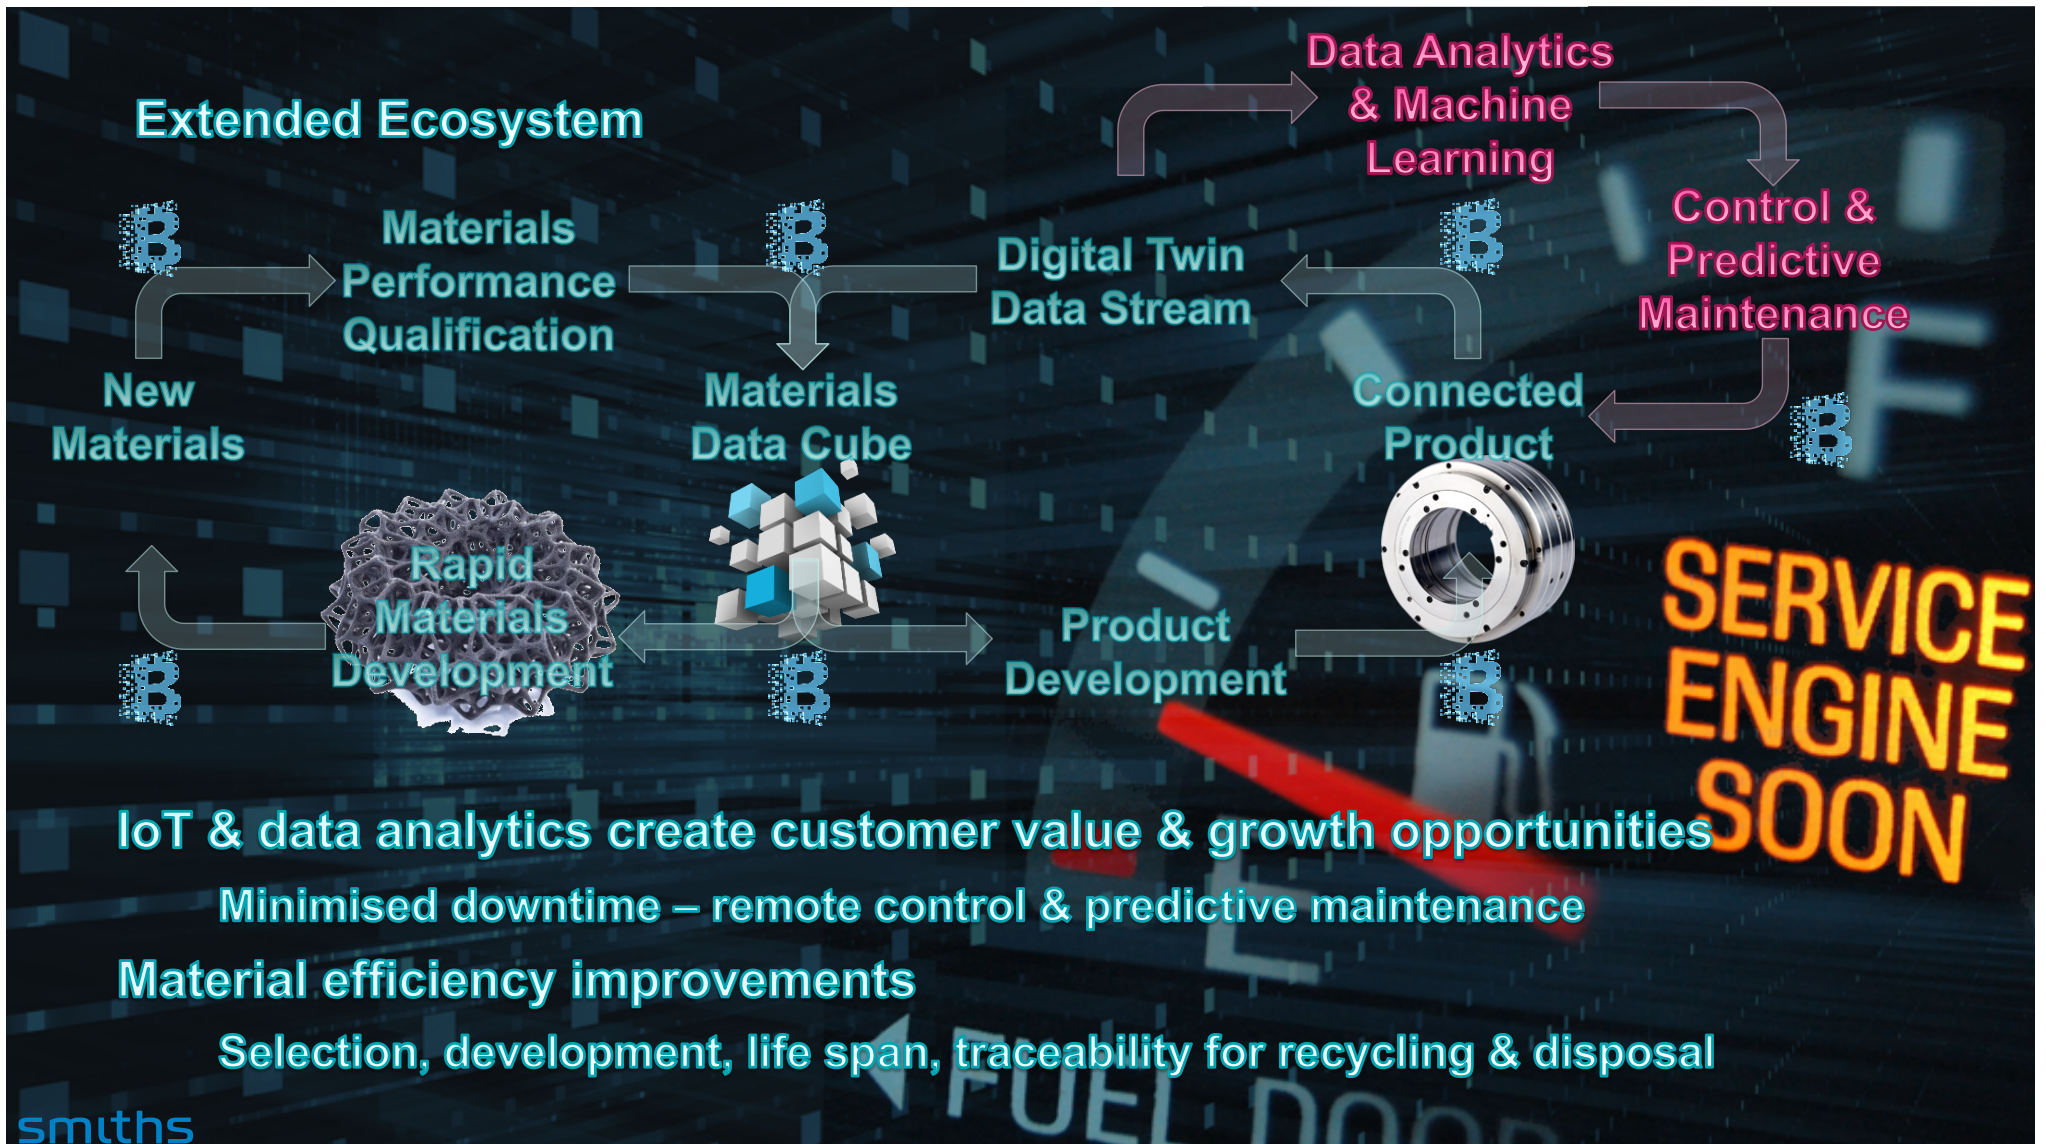 Extended Ecosystem
Data Analytics
& Machine
Learning
Materials
Performance
Qualification
Digital Twin
Data Stream
Control &
Predictive
Maintenance
New
Materials
Materials
Data Cube
Connected
Product
F
Rapid
Materials
Development
Product
Development
SERVICE
ENGINE
SOON
IoT & data analytics create customer value & growth opportunities
Minimised downtime – remote control & predictive maintenance
E
Material efficiency improvements
Selection, development, life span, traceability for recycling & disposal
FUEL DOOR
smiths